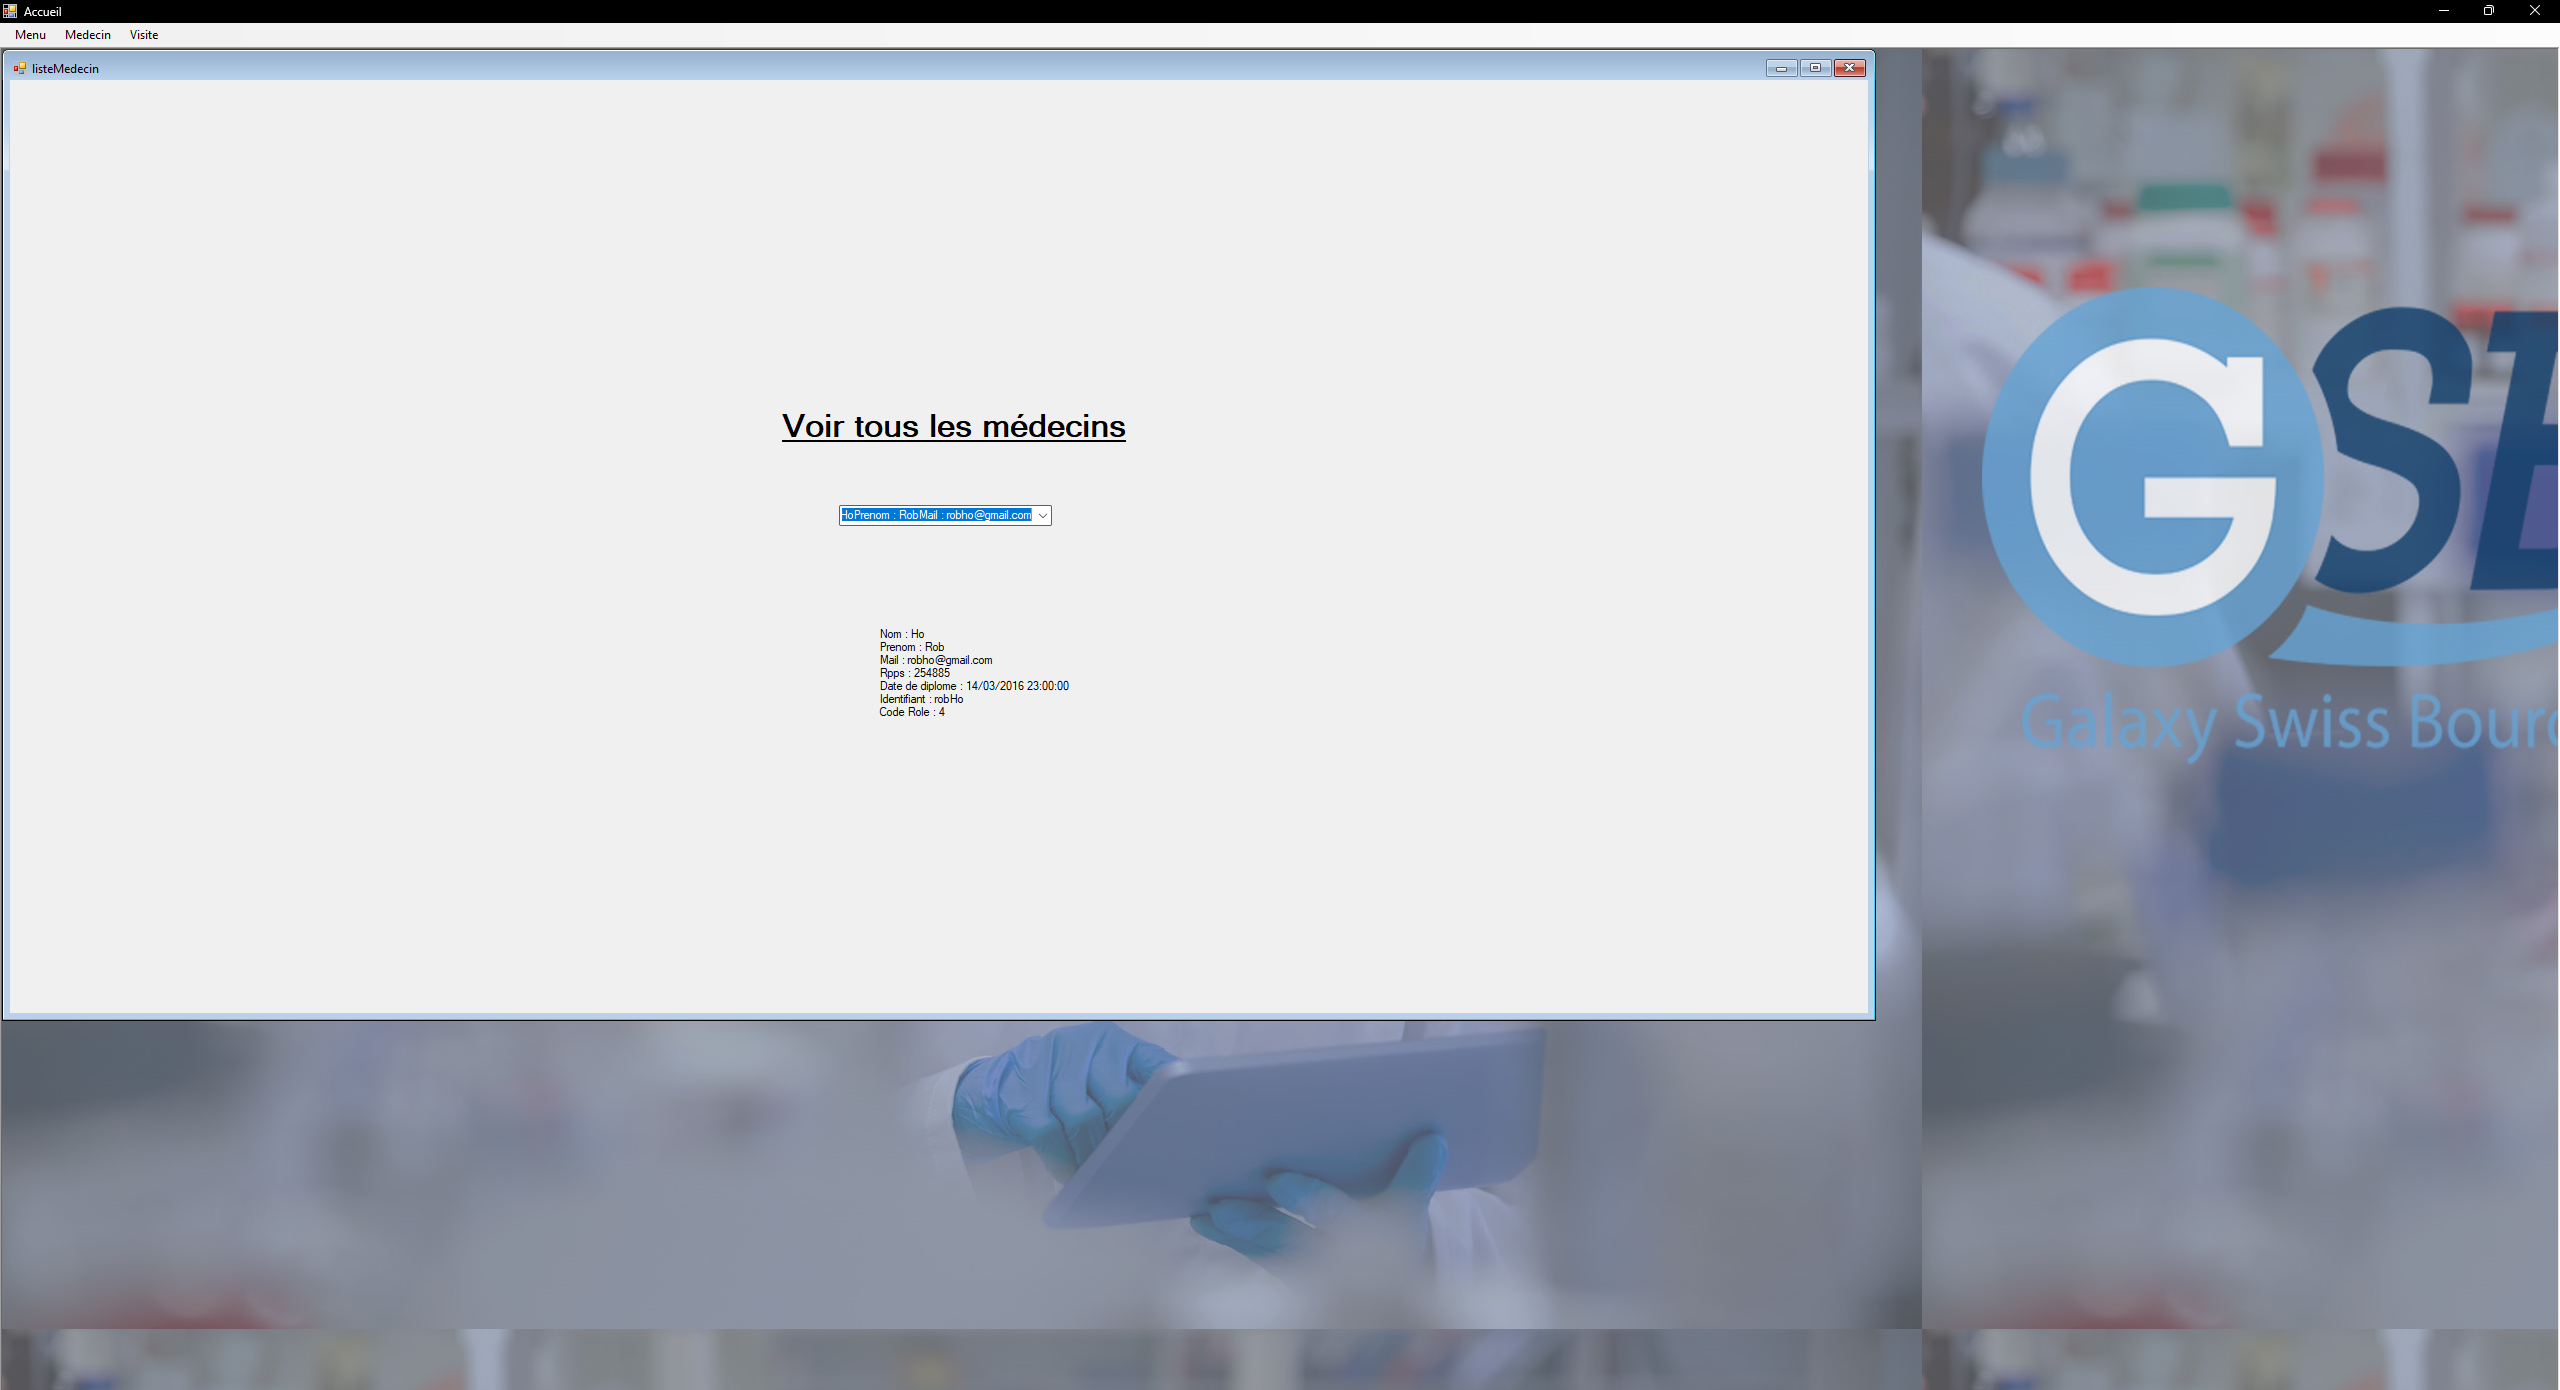 Accueil
Menu Medecin Visite
listeMedecin
Voir tous les médecins
HoPrenom : RobMail : robho@gmail.com
Nom : Ho
Prenom : Rob
Mail : robho@gmail.com
Rpps : 254885
Date de diplome : 14/03/2016 23:00:00
Identifiant : robHo
Code Role : 4
GS
Galaxy Swiss